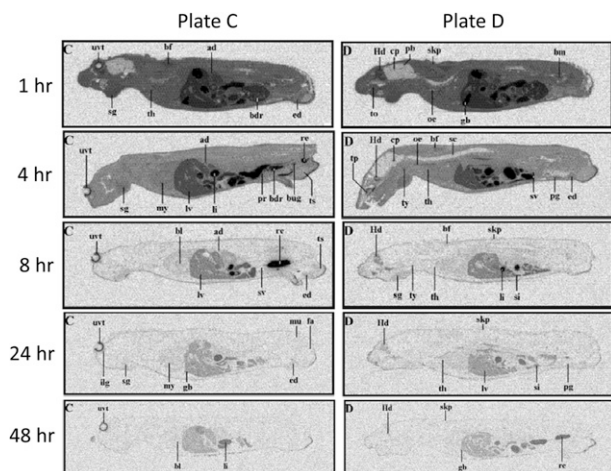 Plate C Plate D
1 hr
C uvt bf ad
sg th bdr ed
D Hd cp pb skp bm
to oe gb
4 hr
C uvt ad re
sg my lv li pr bdr bug ts
D Hd cp oe bf sc
tp ty th sv pg ed
8 hr
C uvt bl ad re ts
lv sv ed
D Hd bf skp
sg ty th li si
24 hr
C uvt mu fa
ilg sg my gb ed
D Hd skp
th lv si pg
48 hr
C uvt
bl li
D Hd skp
gb re